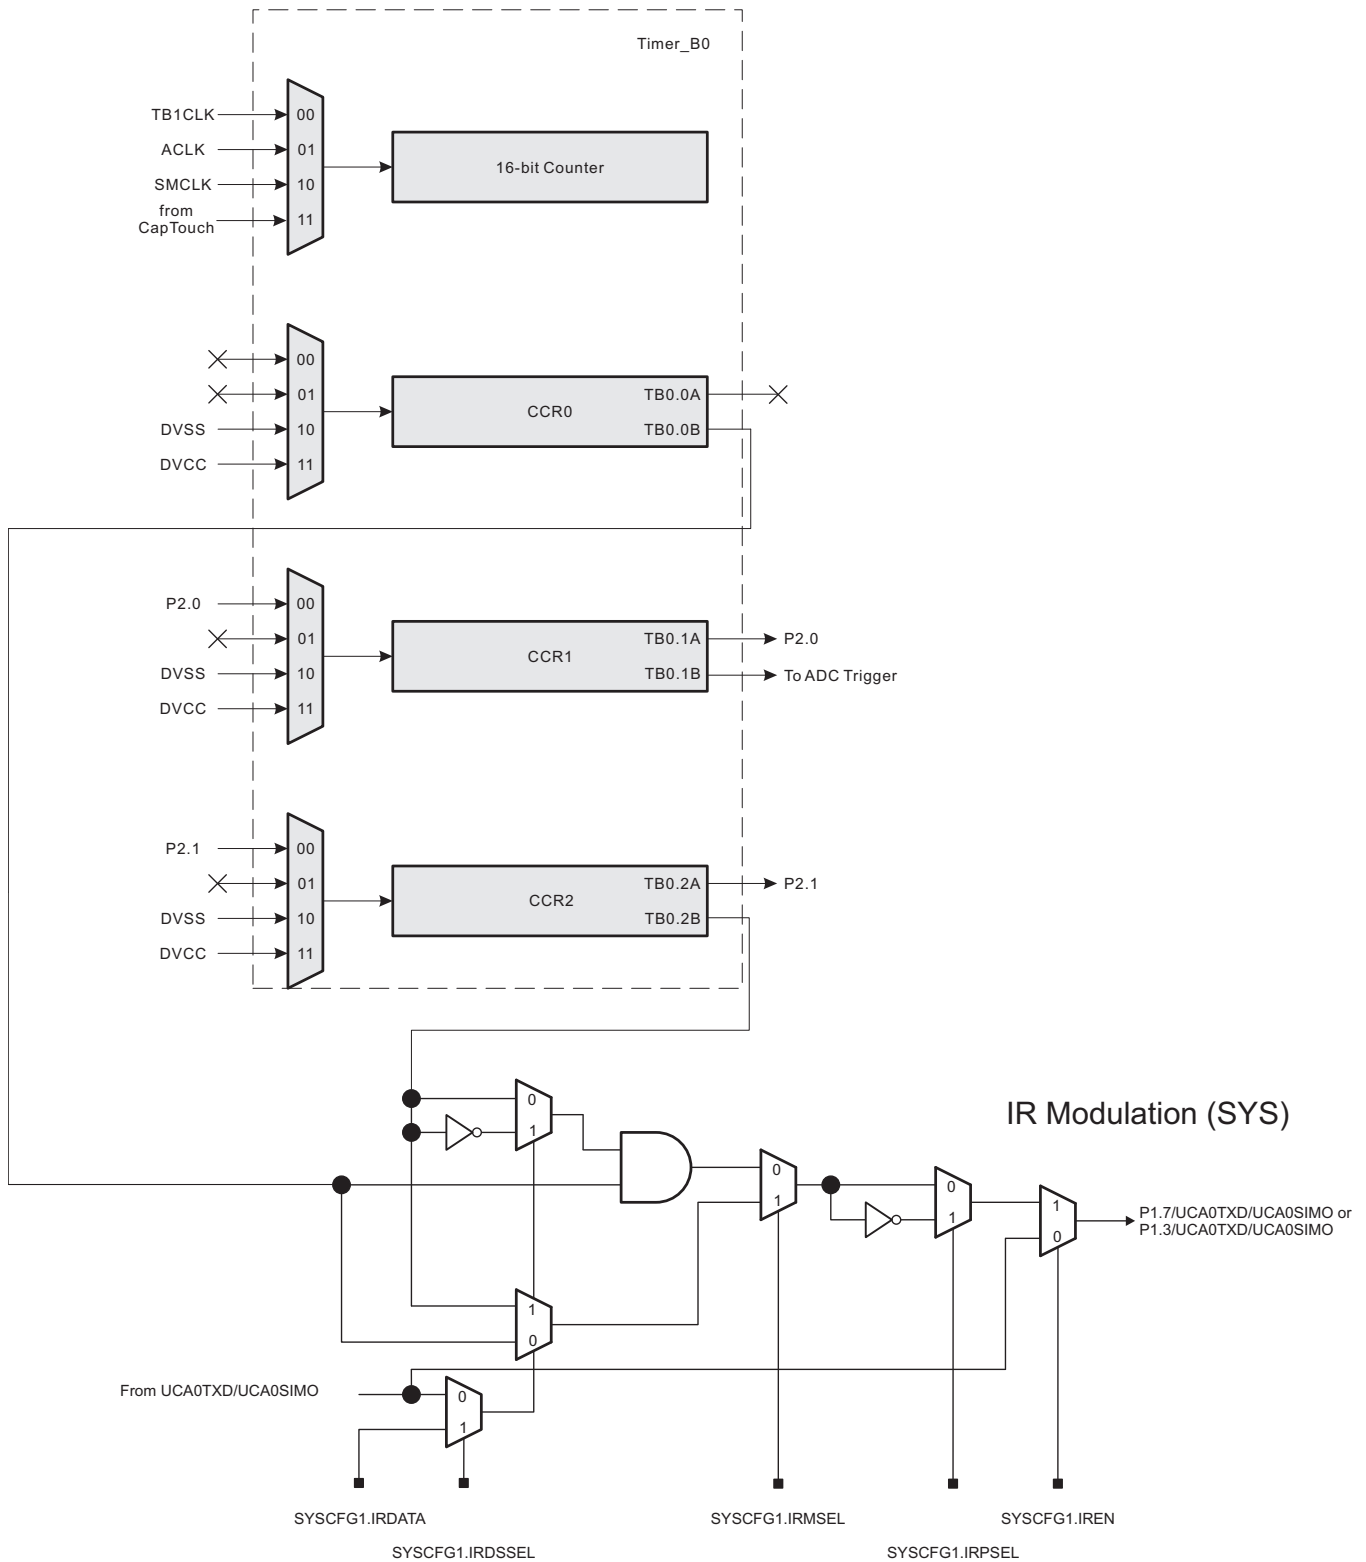 Timer_B0
TB1CLK
00
ACLK
01
16-bit Counter
SMCLK
10
from
CapTouch
11
00
01
TB0.0A
CCR0
DVSS
10
TB0.0B
DVCC
11
P2.0
00
01
TB0.1A
P2.0
CCR1
DVSS
10
TB0.1B
To ADC Trigger
DVCC
11
P2.1
00
01
TB0.2A
P2.1
CCR2
DVSS
10
TB0.2B
DVCC
11
IR Modulation (SYS)
0
1
0
1
0
1
1
0
P1.7/UCA0TXD/UCA0SIMO or
P1.3/UCA0TXD/UCA0SIMO
1
0
From UCA0TXD/UCA0SIMO
0
1
SYSCFG1.IRDATA
SYSCFG1.IRMSEL
SYSCFG1.IREN
SYSCFG1.IRDSSEL
SYSCFG1.IRPSEL